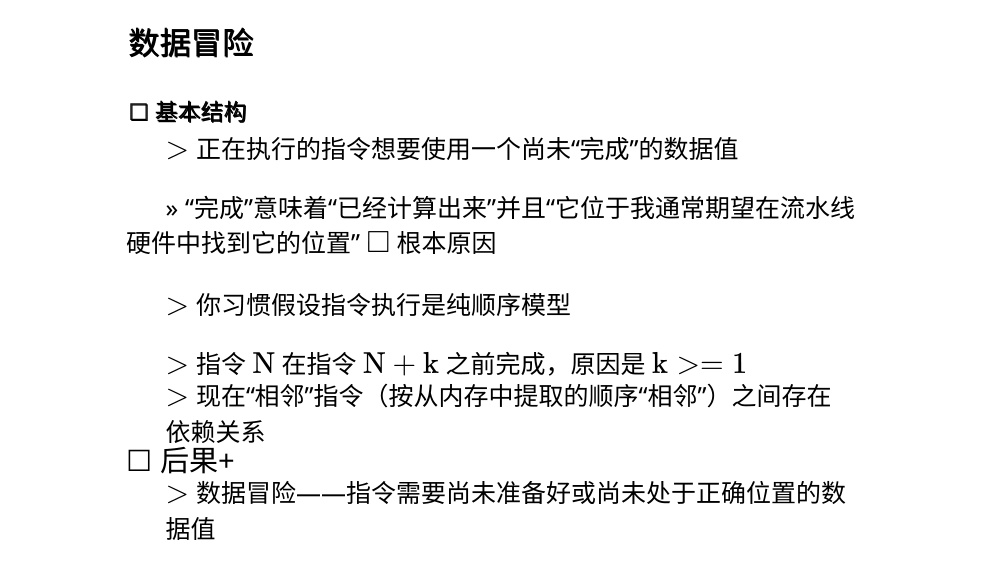 数据冒险
□ 基本结构
> 正在执行的指令想要使用一个尚未“完成”的数据值
» “完成”意味着“已经计算出来”并且“它位于我通常期望在流水线
硬件中找到它的位置” □ 根本原因
> 你习惯假设指令执行是纯顺序模型
> 指令 N 在指令 N + k 之前完成，原因是 k >= 1
> 现在“相邻”指令（按从内存中提取的顺序“相邻”）之间存在
依赖关系
□ 后果+
> 数据冒险——指令需要尚未准备好或尚未处于正确位置的数
据值